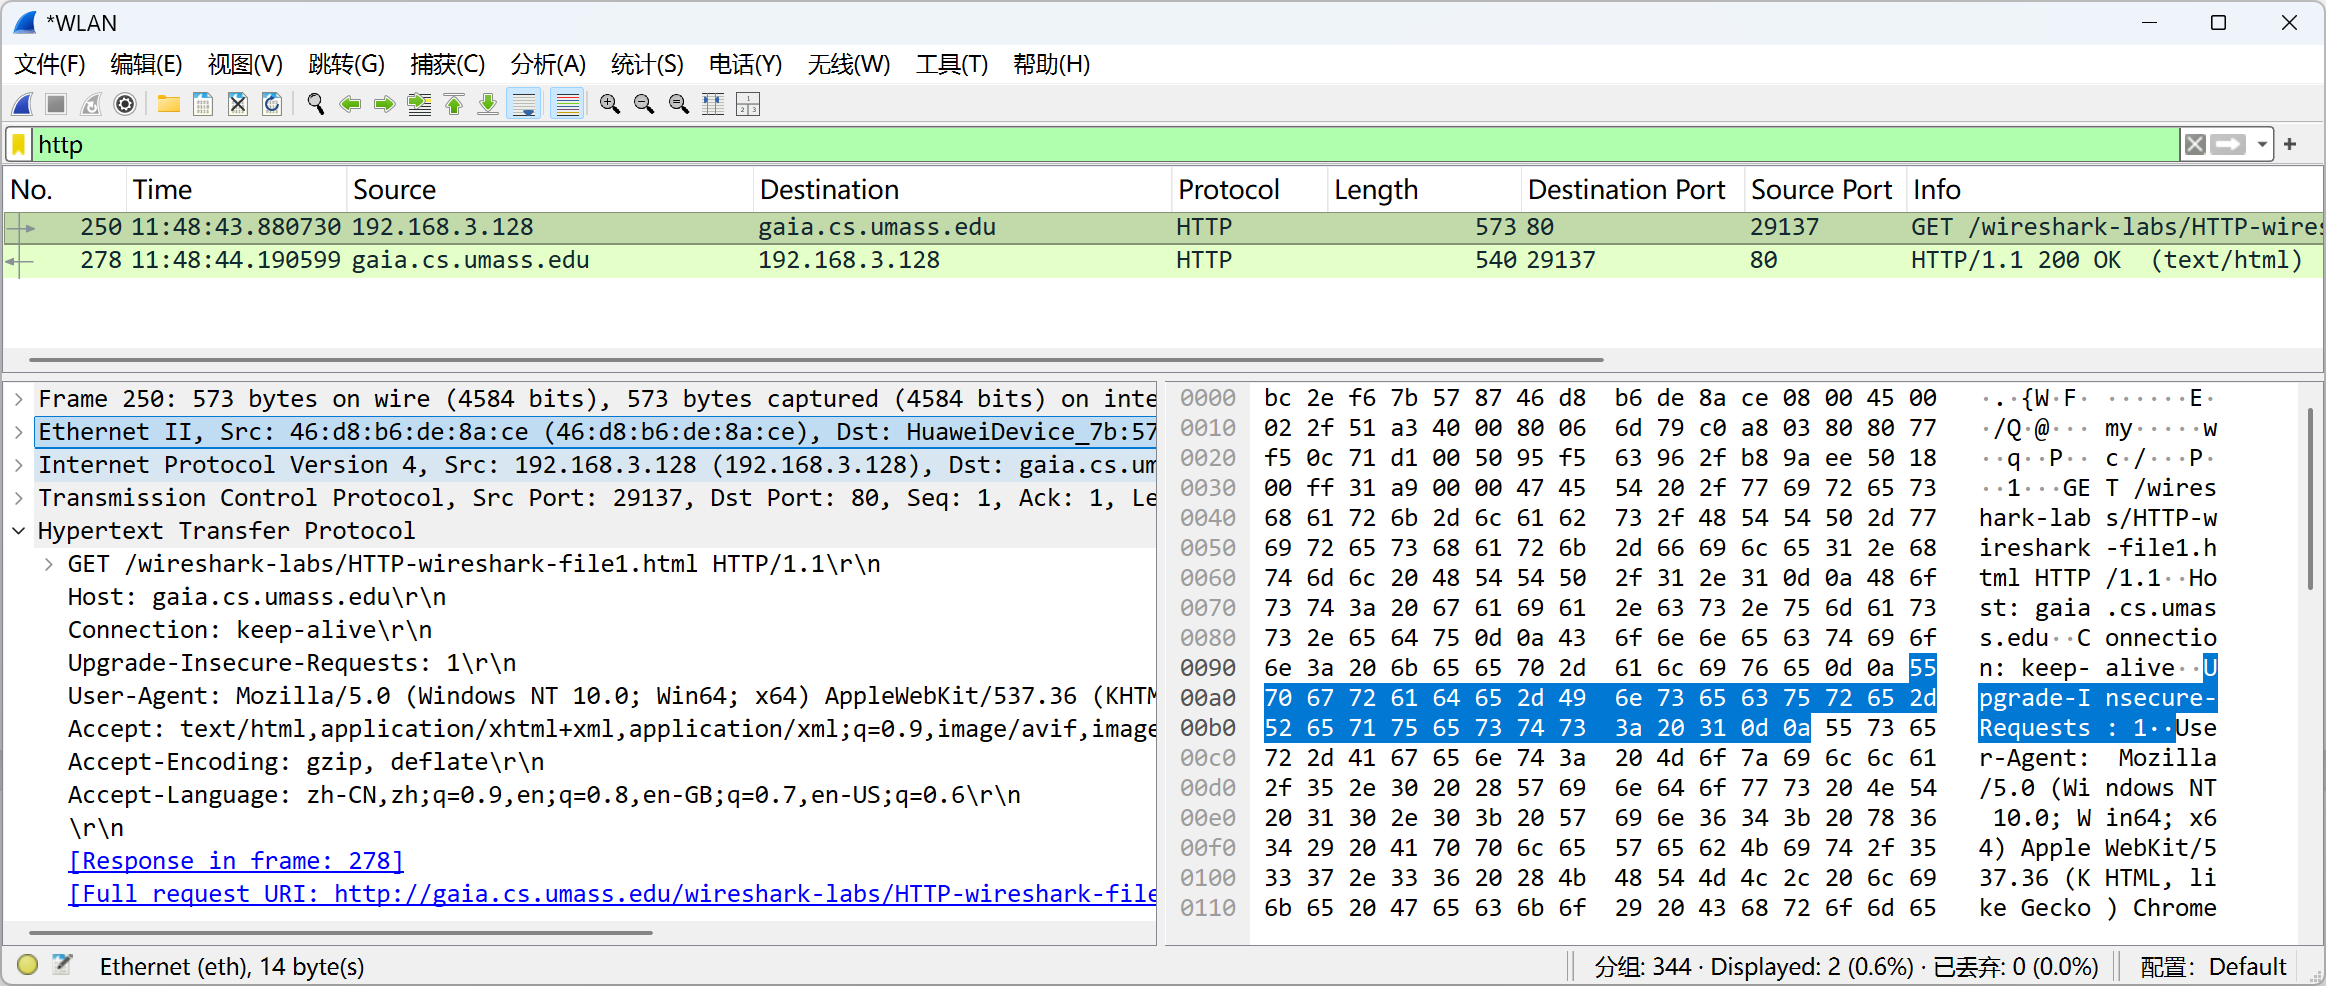 *WLAN
文件(F) 编辑(E) 视图(V) 跳转(G) 捕获(C) 分析(A) 统计(S) 电话(Y) 无线(W) 工具(T) 帮助(H)
http
No. Time Source Destination Protocol Length Destination Port Source Port Info
250 11:48:43.880730 192.168.3.128 gaia.cs.umass.edu HTTP 573 80 29137 GET /wireshark-labs/HTTP-wires
278 11:48:44.190599 gaia.cs.umass.edu 192.168.3.128 HTTP 540 29137 80 HTTP/1.1 200 OK (text/html)
Frame 250: 573 bytes on wire (4584 bits), 573 bytes captured (4584 bits) on inte
Ethernet II, Src: 46:d8:b6:de:8a:ce (46:d8:b6:de:8a:ce), Dst: HuaweiDevice_7b:57
Internet Protocol Version 4, Src: 192.168.3.128 (192.168.3.128), Dst: gaia.cs.um
Transmission Control Protocol, Src Port: 29137, Dst Port: 80, Seq: 1, Ack: 1, Le
Hypertext Transfer Protocol
GET /wireshark-labs/HTTP-wireshark-file1.html HTTP/1.1\r\n
Host: gaia.cs.umass.edu\r\n
Connection: keep-alive\r\n
Upgrade-Insecure-Requests: 1\r\n
User-Agent: Mozilla/5.0 (Windows NT 10.0; Win64; x64) AppleWebKit/537.36 (KHTM
Accept: text/html,application/xhtml+xml,application/xml;q=0.9,image/avif,image
Accept-Encoding: gzip, deflate\r\n
Accept-Language: zh-CN,zh;q=0.9,en;q=0.8,en-GB;q=0.7,en-US;q=0.6\r\n
\r\n
[Response in frame: 278]
[Full request URI: http://gaia.cs.umass.edu/wireshark-labs/HTTP-wireshark-file
0000 bc 2e f6 7b 57 87 46 d8 b6 de 8a ce 08 00 45 00 ·.·{W·F· ······E·
0010 02 2f 51 a3 40 00 80 06 6d 79 c0 a8 03 80 80 77 ·/Q·@··· my·····w
0020 f5 0c 71 d1 00 50 95 f5 63 96 2f b8 9a ee 50 18 ··q··P·· c·/···P·
0030 00 ff 31 a9 00 00 47 45 54 20 2f 77 69 72 65 73 ··1···GE T /wires
0040 68 61 72 6b 2d 6c 61 62 73 2f 48 54 54 50 2d 77 hark-lab s/HTTP-w
0050 69 72 65 73 68 61 72 6b 2d 66 69 6c 65 31 2e 68 ireshark -file1.h
0060 74 6d 6c 20 48 54 54 50 2f 31 2e 31 0d 0a 48 6f tml HTTP /1.1··Ho
0070 73 74 3a 20 67 61 69 61 2e 63 73 2e 75 6d 61 73 st: gaia .cs.umas
0080 73 2e 65 64 75 0d 0a 43 6f 6e 6e 65 63 74 69 6f s.edu··C onnectio
0090 6e 3a 20 6b 65 65 70 2d 61 6c 69 76 65 0d 0a 55 n: keep- alive··U
00a0 70 67 72 61 64 65 2d 49 6e 73 65 63 75 72 65 2d pgrade-I nsecure-
00b0 52 65 71 75 65 73 74 73 3a 20 31 0d 0a 55 73 65 Requests : 1··Use
00c0 72 2d 41 67 65 6e 74 3a 20 4d 6f 7a 69 6c 6c 61 r-Agent: Mozilla
00d0 2f 35 2e 30 20 28 57 69 6e 64 6f 77 73 20 4e 54 /5.0 (Wi ndows NT
00e0 20 31 30 2e 30 3b 20 57 69 6e 36 34 3b 20 78 36 10.0; W in64; x6
00f0 34 29 20 41 70 70 6c 65 57 65 62 4b 69 74 2f 35 4) Apple WebKit/5
0100 33 37 2e 33 36 20 28 4b 48 54 4d 4c 2c 20 6c 69 37.36 (K HTML, li
0110 6b 65 20 47 65 63 6b 6f 29 20 43 68 72 6f 6d 65 ke Gecko ) Chrome
Ethernet (eth), 14 byte(s)
分组: 344 · Displayed: 2 (0.6%) · 已丢弃: 0 (0.0%)
配置: Default